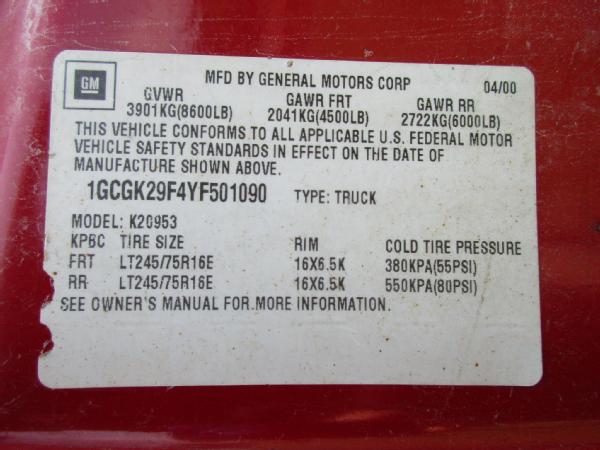 GM
MFD BY GENERAL MOTORS CORP 04/00
GVWR GAWR FRT GAWR RR
3901KG(8600LB) 2041KG(4500LB) 2722KG(6000LB)
THIS VEHICLE CONFORMS TO ALL APPLICABLE U.S. FEDERAL MOTOR
VEHICLE SAFETY STANDARDS IN EFFECT ON THE DATE OF
MANUFACTURE SHOWN ABOVE.
1GCGK29F4YF501090 TYPE: TRUCK
MODEL: K20953
KPBC TIRE SIZE RIM COLD TIRE PRESSURE
FRT LT245/75R16E 16X6.5K 380KPA(55PSI)
RR LT245/75R16E 16X6.5K 550KPA(80PSI)
SEE OWNER'S MANUAL FOR MORE INFORMATION.